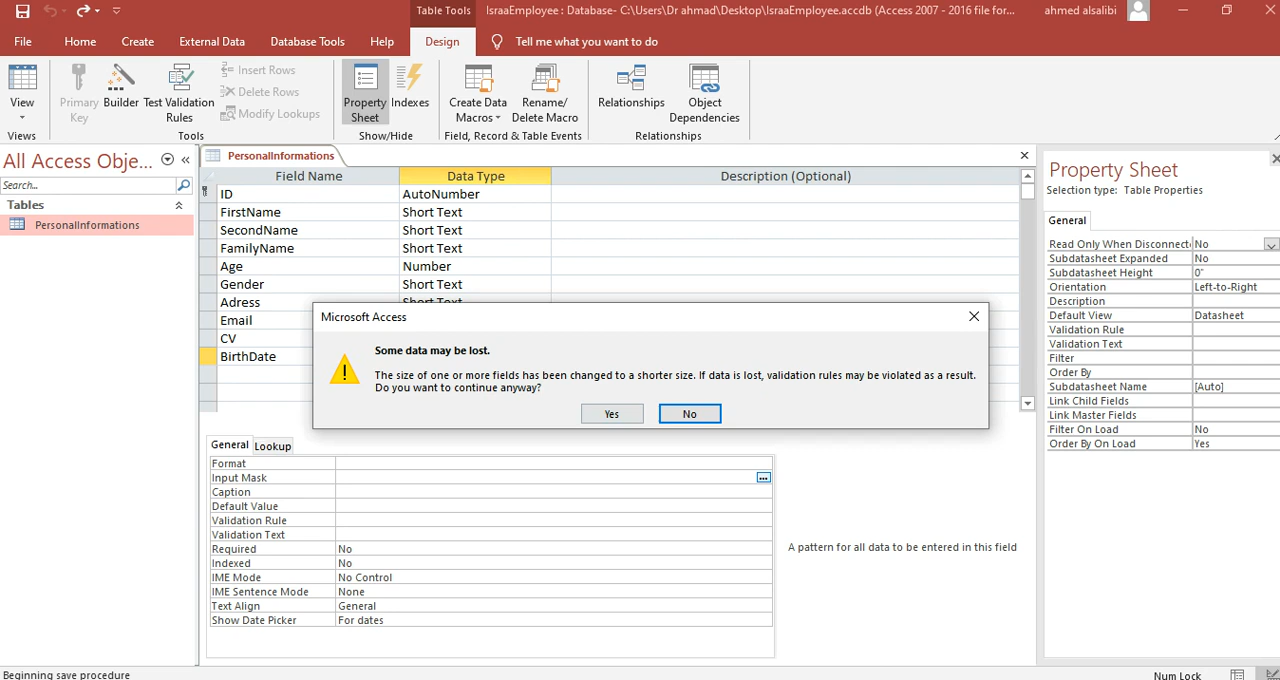 Table Tools
IsraaEmployee : Database- C:\Users\Dr ahmad\Desktop\IsraaEmployee.accdb (Access 2007 - 2016 file for...
ahmed alsalibi
File Home Create External Data Database Tools Help Design Tell me what you want to do
View
Primary Key
Builder
Test Validation Rules
Insert Rows
Delete Rows
Modify Lookups
Property Sheet
Indexes
Create Data Macros
Rename/ Delete Macro
Relationships
Object Dependencies
Views
Tools
Show/Hide
Field, Record & Table Events
Relationships
All Access Obje...
Search...
Tables
PersonalInformations
PersonalInformations
Field Name Data Type Description (Optional)
ID AutoNumber
FirstName Short Text
SecondName Short Text
FamilyName Short Text
Age Number
Gender Short Text
Adress Short Text
Email
CV
BirthDate
Microsoft Access
Some data may be lost.
The size of one or more fields has been changed to a shorter size. If data is lost, validation rules may be violated as a result.
Do you want to continue anyway?
Yes No
General Lookup
Format
Input Mask
...
Caption
Default Value
Validation Rule
Validation Text
Required No
Indexed No
IME Mode No Control
IME Sentence Mode None
Text Align General
Show Date Picker For dates
A pattern for all data to be entered in this field
Property Sheet
Selection type: Table Properties
General
Read Only When Disconnect No
Subdatasheet Expanded No
Subdatasheet Height 0"
Orientation Left-to-Right
Description
Default View Datasheet
Validation Rule
Validation Text
Filter
Order By
Subdatasheet Name [Auto]
Link Child Fields
Link Master Fields
Filter On Load No
Order By On Load Yes
Beginning save procedure
Num Lock